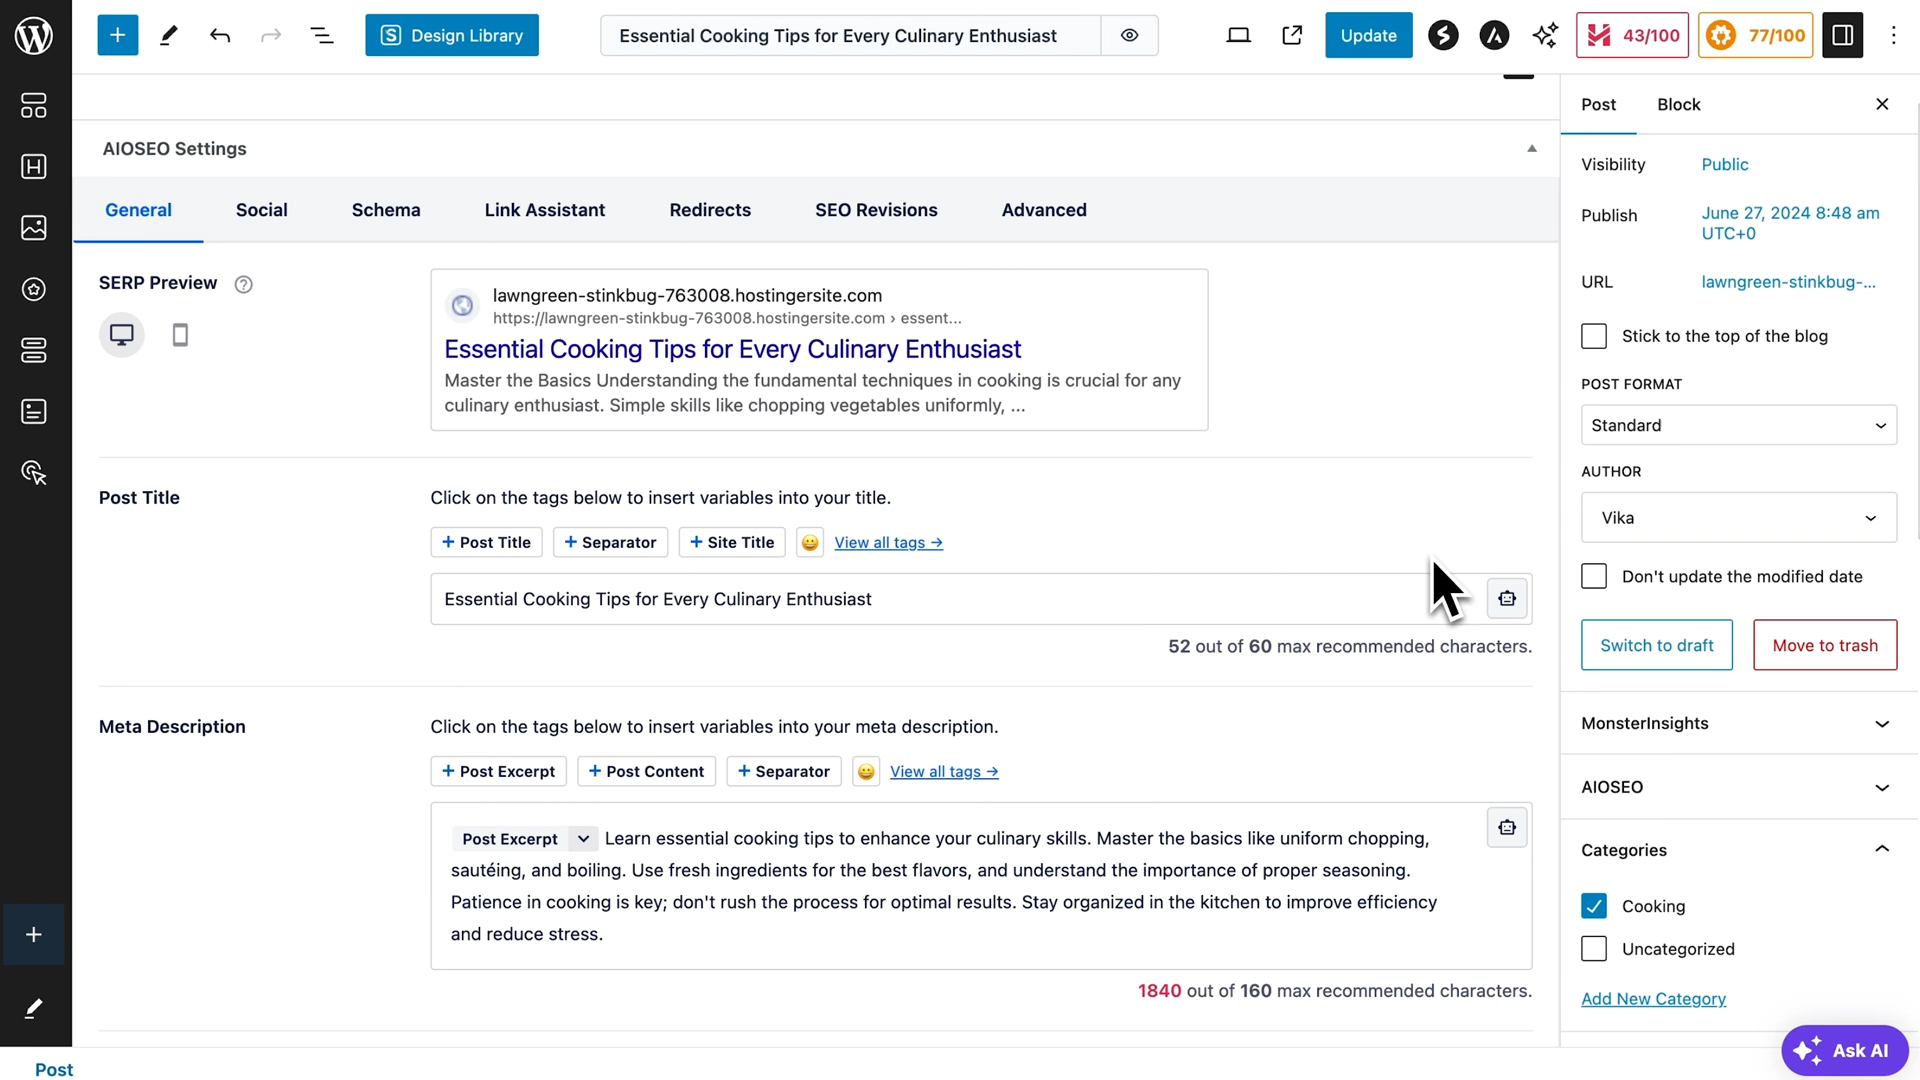 Design Library
Essential Cooking Tips for Every Culinary Enthusiast
Update
43/100
77/100
AIOSEO Settings
General Social Schema Link Assistant Redirects SEO Revisions Advanced
SERP Preview
lawngreen-stinkbug-763008.hostingersite.com
https://lawngreen-stinkbug-763008.hostingersite.com › essent...
Essential Cooking Tips for Every Culinary Enthusiast
Master the Basics Understanding the fundamental techniques in cooking is crucial for any
culinary enthusiast. Simple skills like chopping vegetables uniformly, ...
Post Title
Click on the tags below to insert variables into your title.
+ Post Title + Separator + Site Title 😀 View all tags →
Essential Cooking Tips for Every Culinary Enthusiast
52 out of 60 max recommended characters.
Meta Description
Click on the tags below to insert variables into your meta description.
+ Post Excerpt + Post Content + Separator 😀 View all tags →
Post Excerpt Learn essential cooking tips to enhance your culinary skills. Master the basics like uniform chopping,
sautéing, and boiling. Use fresh ingredients for the best flavors, and understand the importance of proper seasoning.
Patience in cooking is key; don't rush the process for optimal results. Stay organized in the kitchen to improve efficiency
and reduce stress.
1840 out of 160 max recommended characters.
Post Block
Visibility Public
Publish June 27, 2024 8:48 am
UTC+0
URL lawngreen-stinkbug-...
Stick to the top of the blog
POST FORMAT
Standard
AUTHOR
Vika
Don't update the modified date
Switch to draft Move to trash
MonsterInsights
AIOSEO
Categories
Cooking
Uncategorized
Add New Category
Ask AI
Post